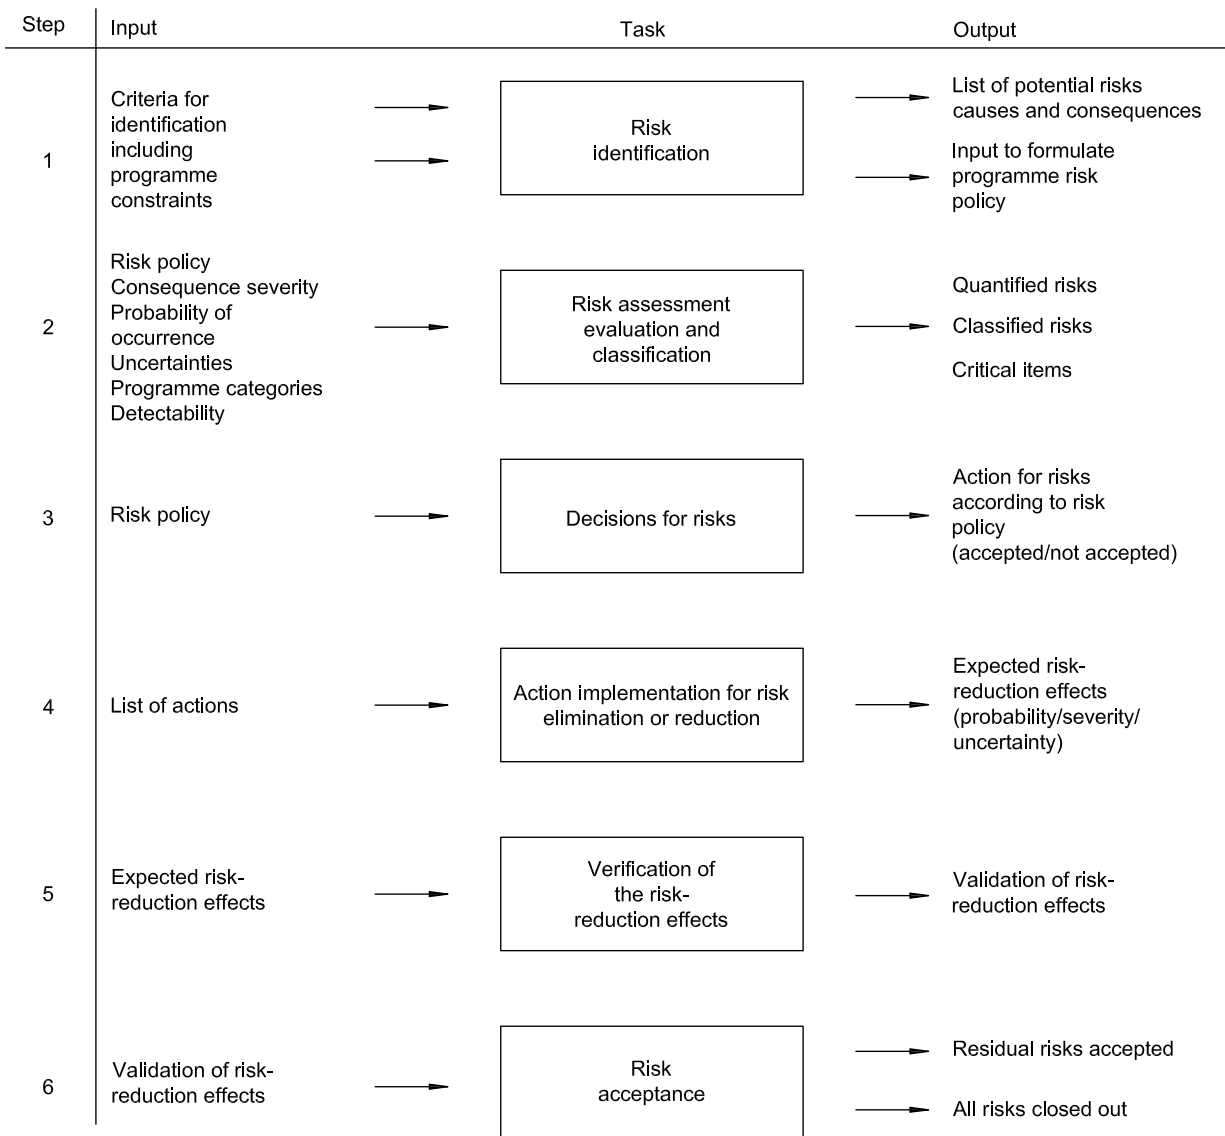 Step
Input
Task
Output
1
Criteria for
identification
including
programme
constraints
Risk
identification
List of potential risks
causes and consequences
Input to formulate
programme risk
policy
2
Risk policy
Consequence severity
Probability of
occurrence
Uncertainties
Programme categories
Detectability
Risk assessment
evaluation and
classification
Quantified risks
Classified risks
Critical items
3
Risk policy
Decisions for risks
Action for risks
according to risk
policy
(accepted/not accepted)
4
List of actions
Action implementation for risk
elimination or reduction
Expected risk-
reduction effects
(probability/severity/
uncertainty)
5
Expected risk-
reduction effects
Verification of
the risk-
reduction effects
Validation of risk-
reduction effects
6
Validation of risk-
reduction effects
Risk
acceptance
Residual risks accepted
All risks closed out